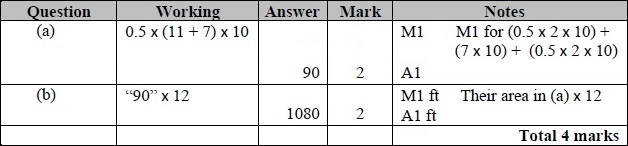 Question Working Answer Mark Notes
(a) 0.5 x (11 + 7) x 10 M1 M1 for (0.5 x 2 x 10) +
(7 x 10) + (0.5 x 2 x 10)
90 2 A1
(b) “90” x 12 M1 ft Their area in (a) x 12
1080 2 A1 ft
Total 4 marks